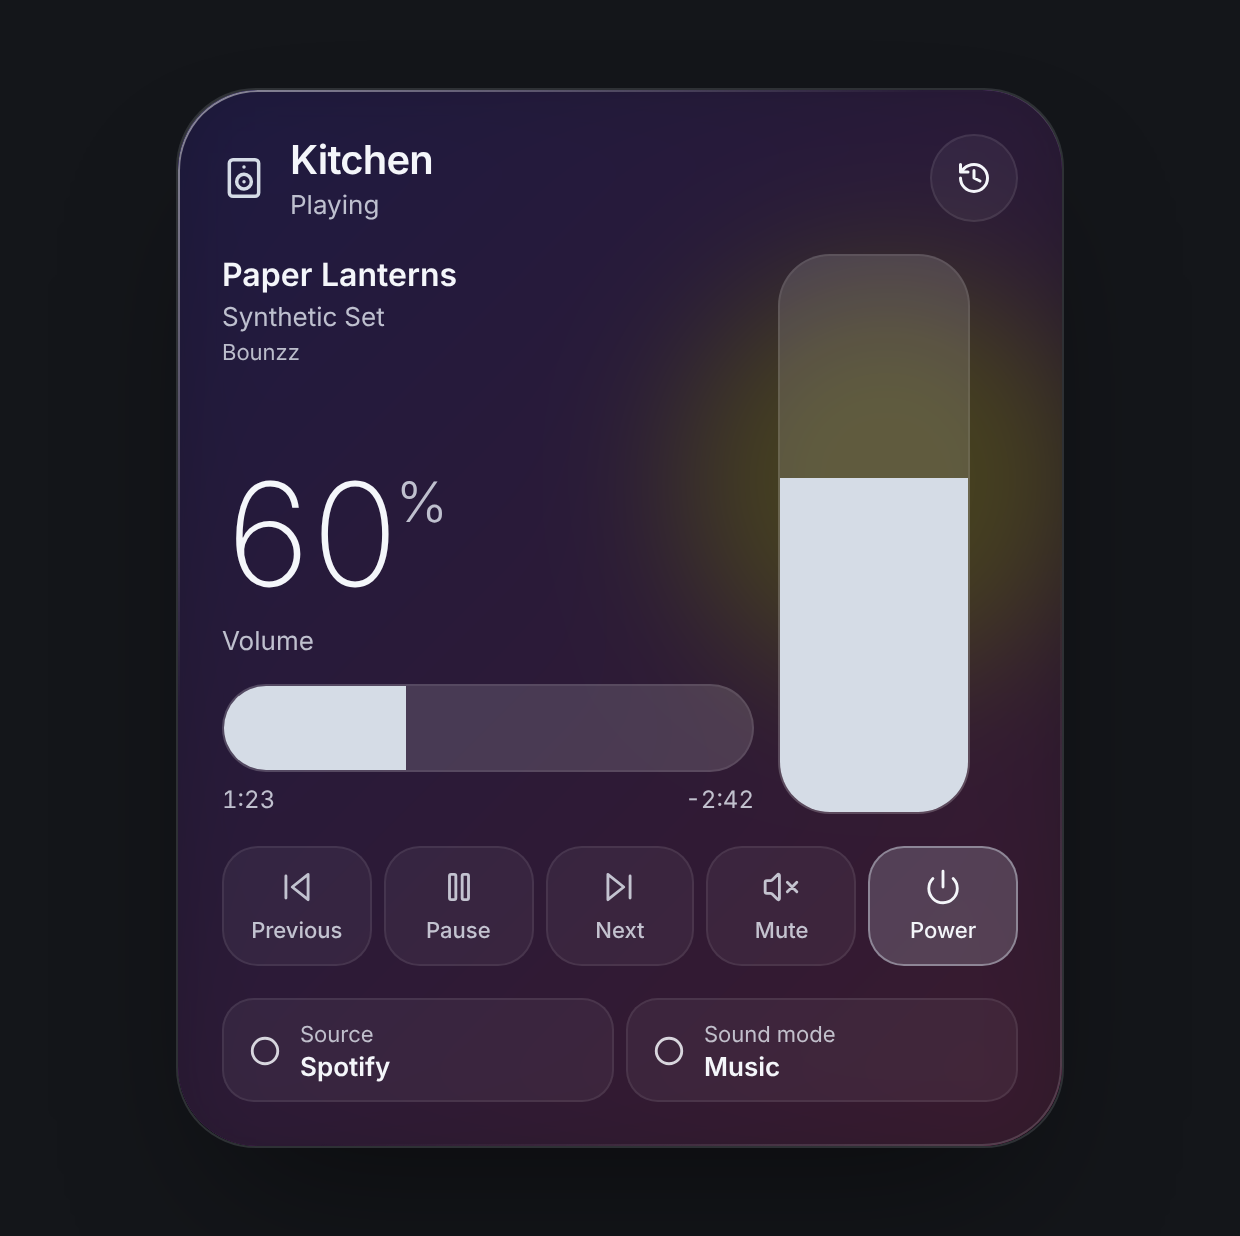 Kitchen
Playing
Paper Lanterns
Synthetic Set
Bounzz
60%
Volume
1:23
-2:42
Previous
Pause
Next
Mute
Power
Source
Spotify
Sound mode
Music